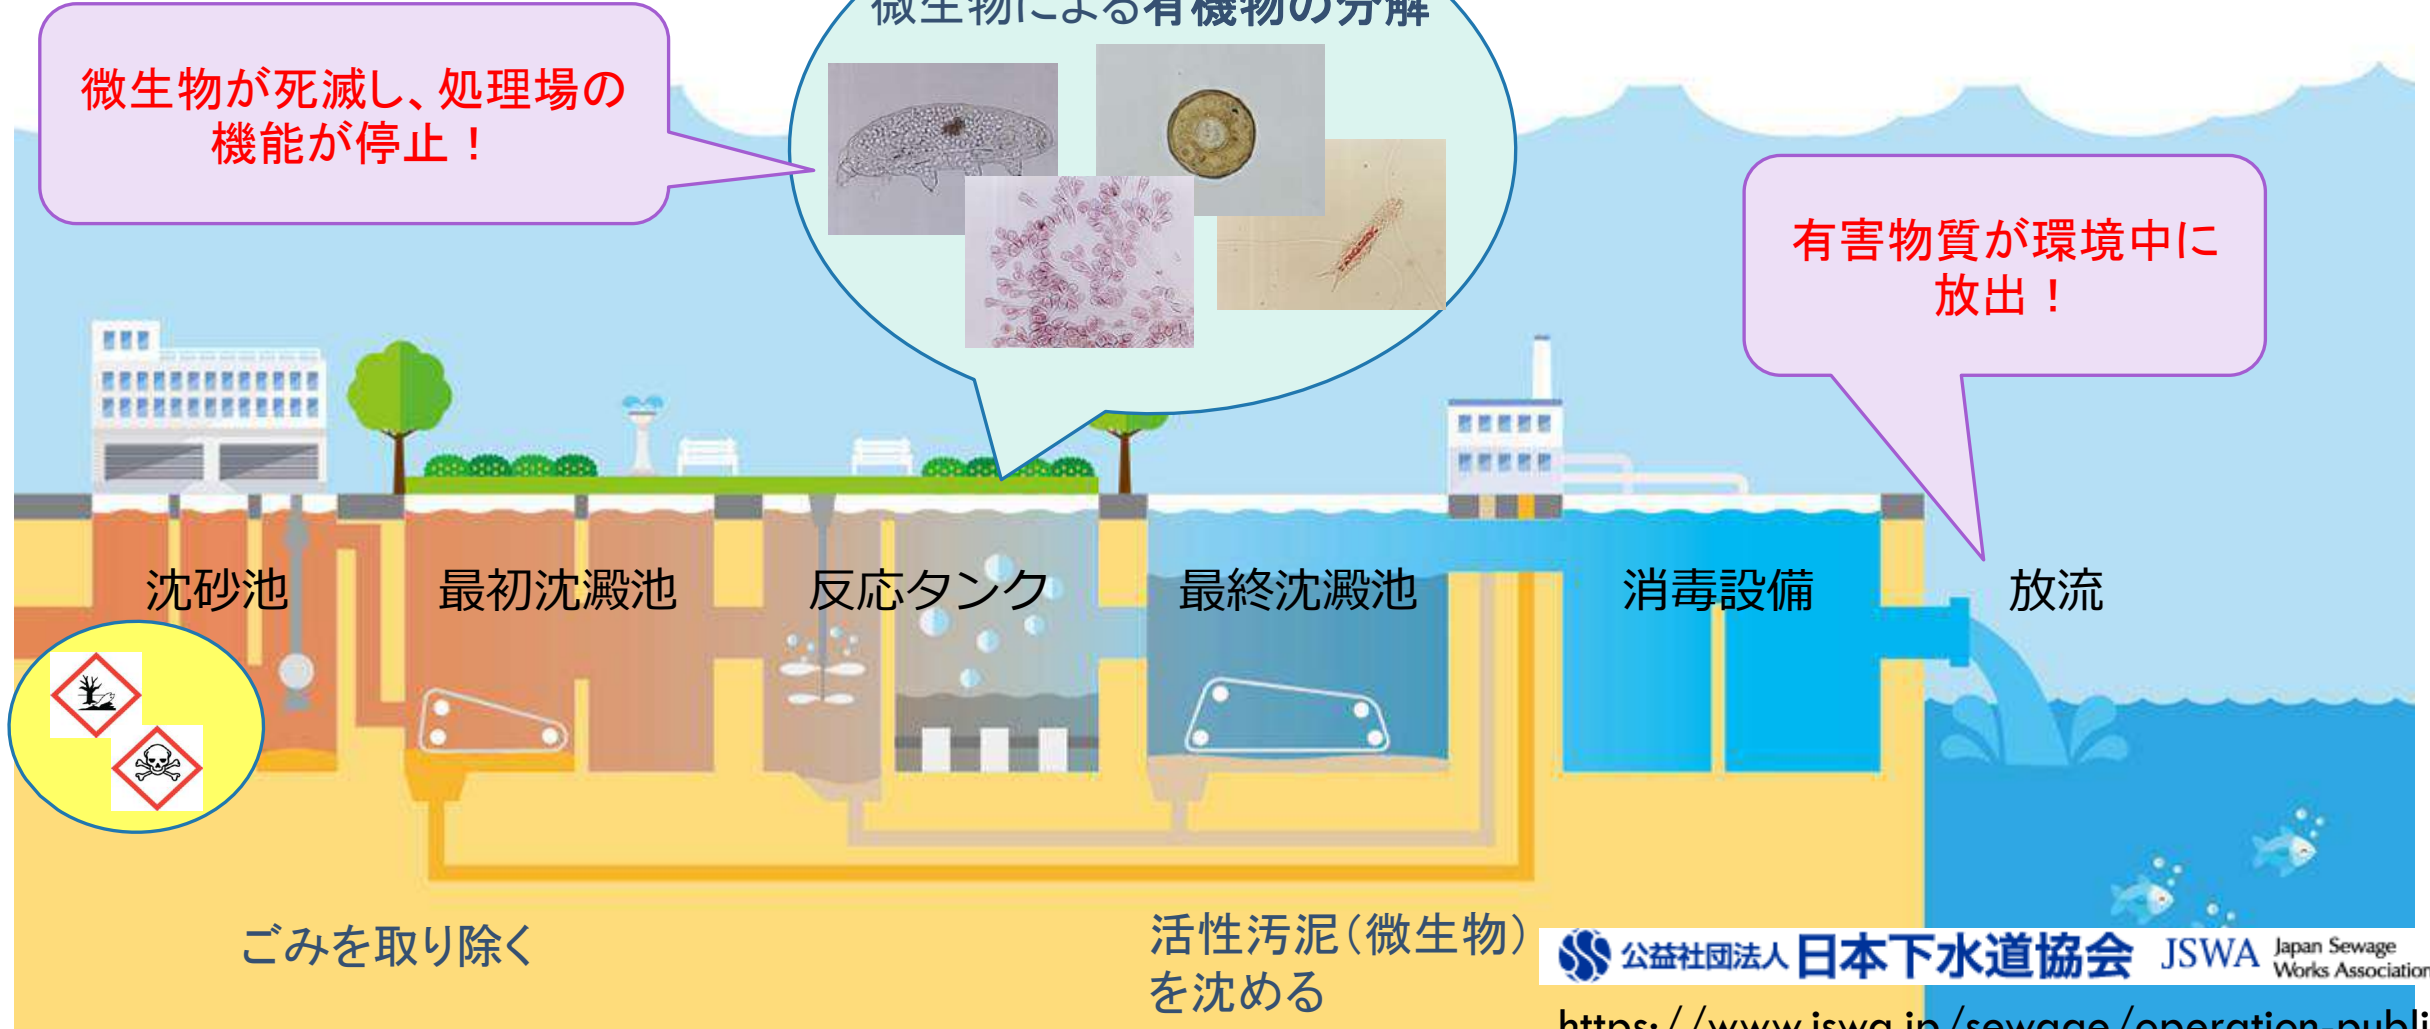 微生物による有機物の分解
微生物が死滅し、処理場の
機能が停止！
有害物質が環境中に
放出！
沈砂池
最初沈澱池
反応タンク
最終沈澱池
消毒設備
放流
ごみを取り除く
活性汚泥（微生物）
を沈める
公益社団法人 日本下水道協会 JSWA Japan Sewage
Works Association
https://www.jswa.jp/sewage/operation-publi